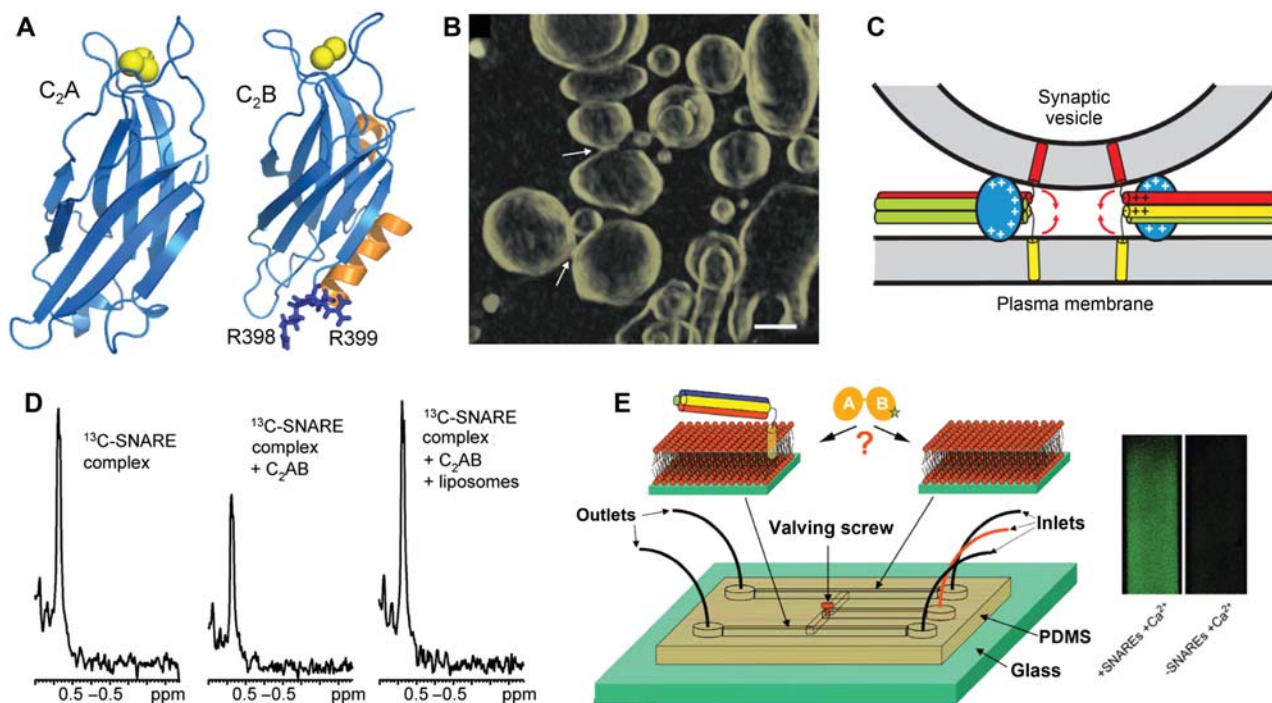 A
C₂A
C₂B
R398
R399
B
C
Synaptic
vesicle
++
+ +
+
+
++
++
++
++
+
+
++
Plasma membrane
D
¹³C-SNARE
complex
¹³C-SNARE
complex
+ C₂AB
¹³C-SNARE
complex
+ C₂AB
+ liposomes
0.5 –0.5 ppm
0.5 –0.5 ppm
0.5 –0.5 ppm
E
A B
?
Outlets
Valving screw
Inlets
PDMS
Glass
+SNAREs +Ca²⁺
-SNAREs +Ca²⁺